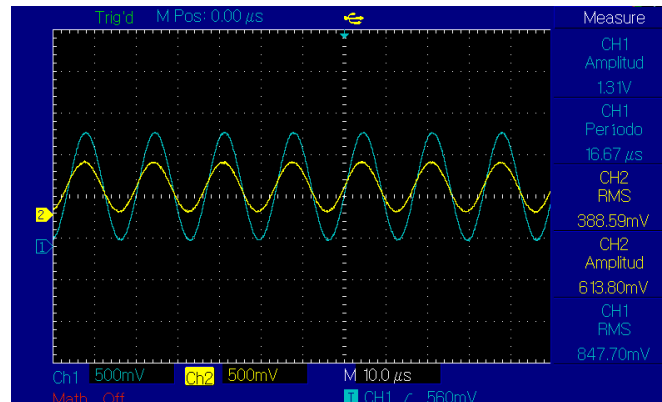 Trig'd M Pos: 0.00 µs Measure
CH1
Amplitud
1.31V
CH1
Período
16.67 µs
CH2
RMS
388.59mV
CH2
Amplitud
613.80mV
CH1
RMS
847.70mV
2
1
Ch1 500mV Ch2 500mV M 10.0 µs
Math Off T CH1 560mV